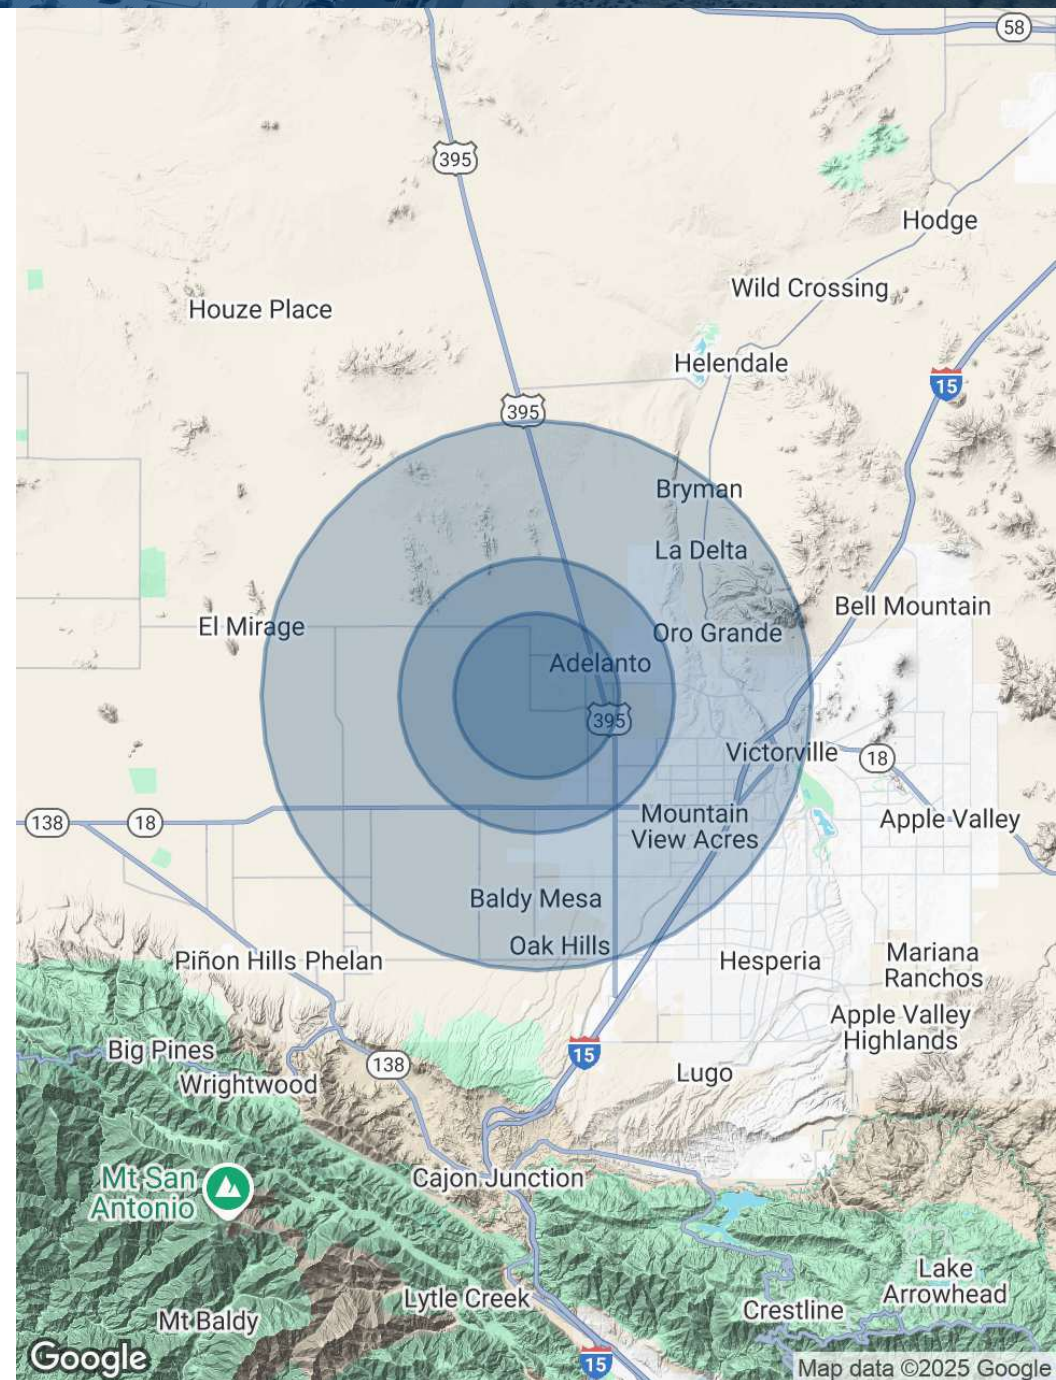 58
395
Hodge
Wild Crossing
Houze Place
Helendale
15
395
Bryman
La Delta
Bell Mountain
El Mirage
Oro Grande
Adelanto
395
Victorville
18
138
18
Mountain
View Acres
Apple Valley
Baldy Mesa
Oak Hills
Piñon Hills Phelan
Hesperia
Mariana
Ranchos
Apple Valley
Highlands
Big Pines
15
138
Wrightwood
Lugo
Mt San
Antonio
Cajon Junction
Lake
Arrowhead
Lytle Creek
Crestline
Mt Baldy
Google
15
Map data ©2025 Google